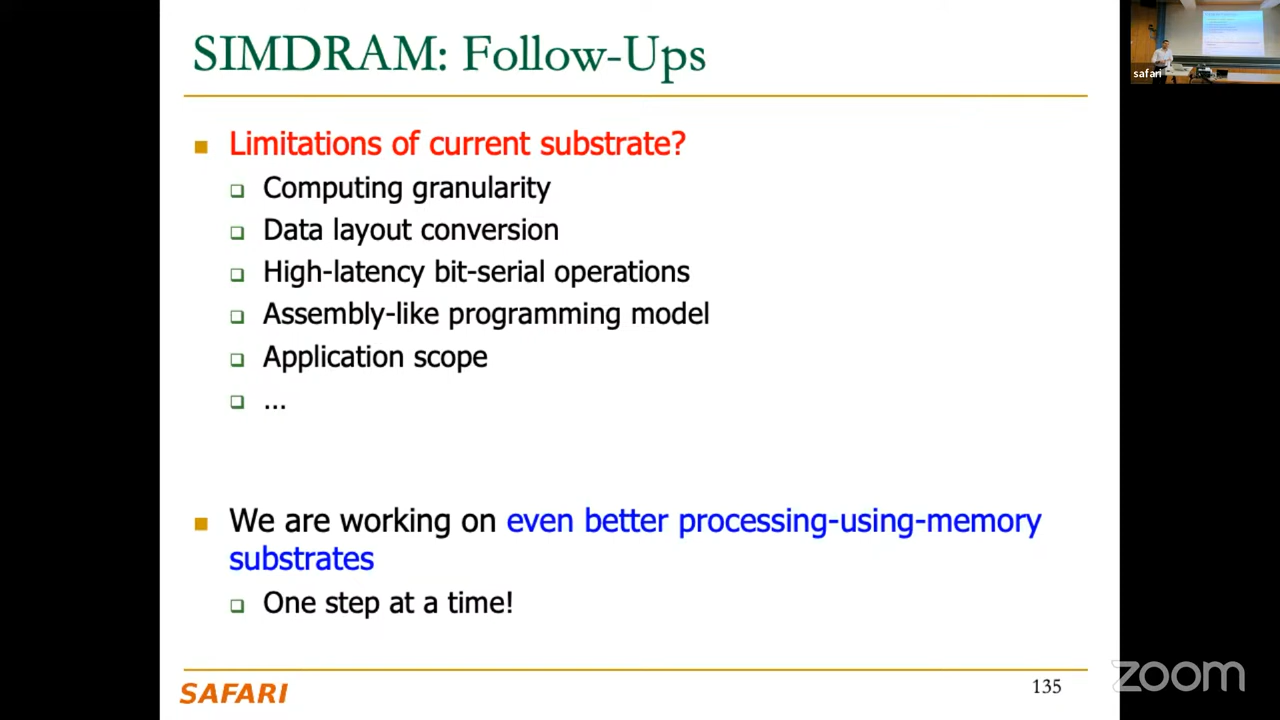 SIMDRAM: Follow-Ups
Limitations of current substrate?
Computing granularity
Data layout conversion
High-latency bit-serial operations
Assembly-like programming model
Application scope
...
We are working on even better processing-using-memory
substrates
One step at a time!
SAFARI
135
safari
zoom